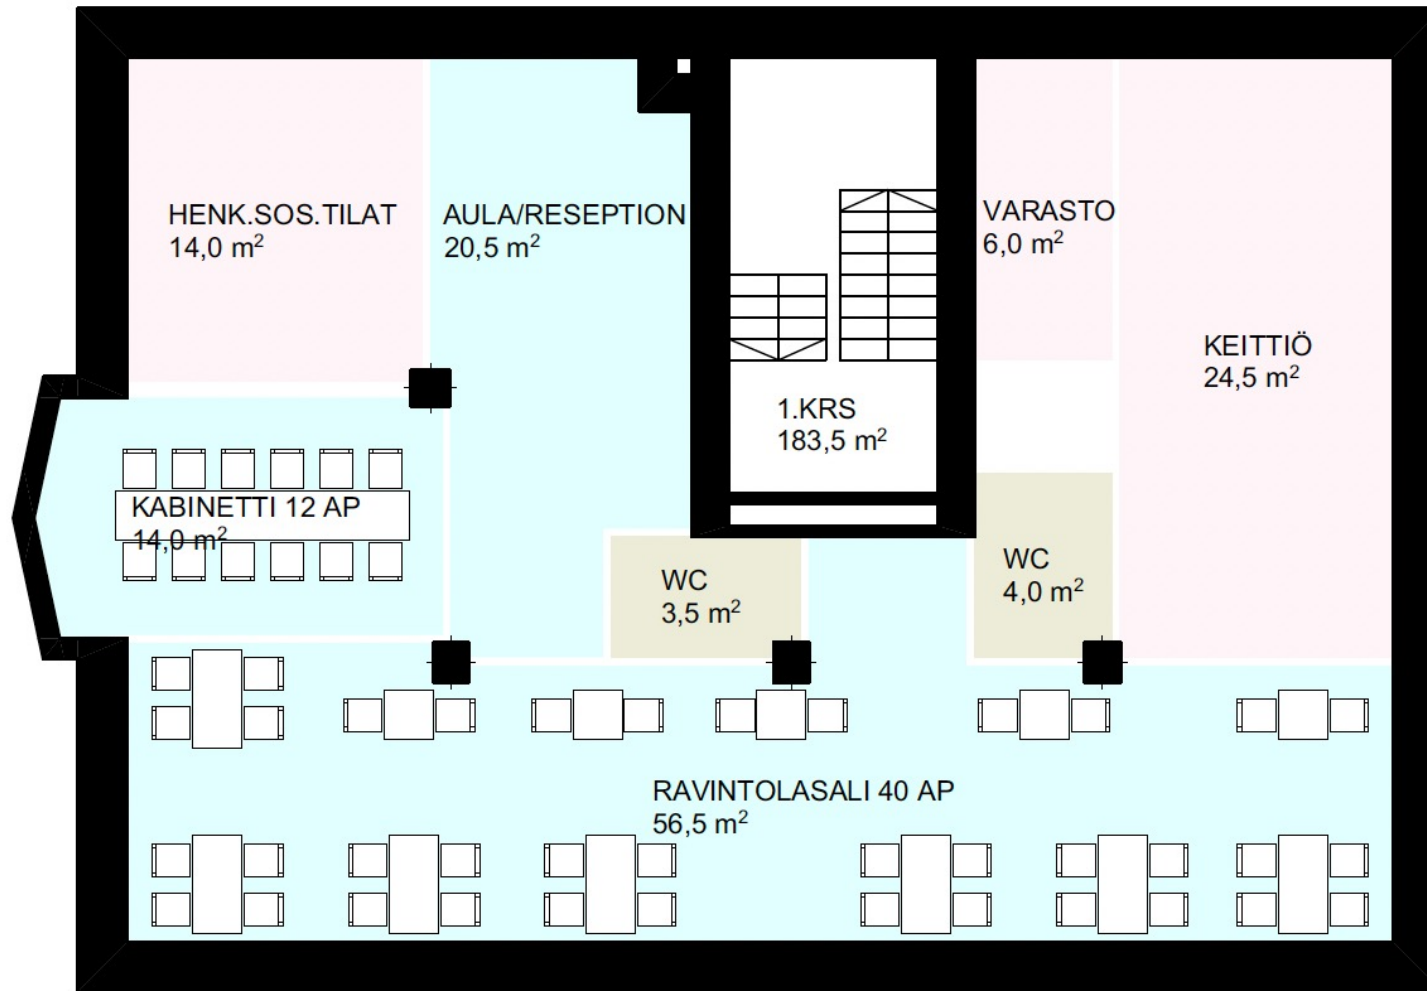 HENK.SOS.TILAT
14,0 m²
AULA/RESEPTION
20,5 m²
VARASTO
6,0 m²
KEITTIÖ
24,5 m²
1.KRS
183,5 m²
KABINETTI 12 AP
14,0 m²
WC
3,5 m²
WC
4,0 m²
RAVINTOLASALI 40 AP
56,5 m²